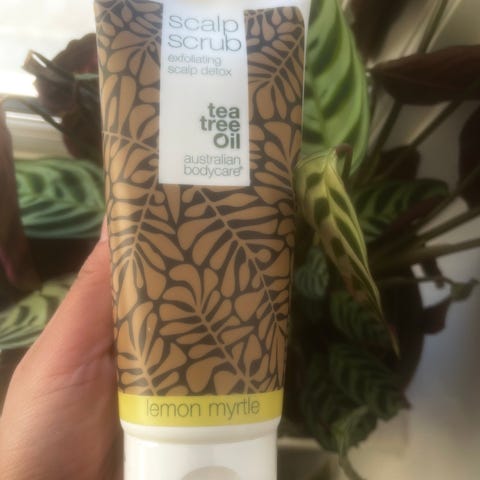 scalp
scrub
exfoliating
scalp detox
tea
tree
oil
australian
bodycare®
lemon myrtle